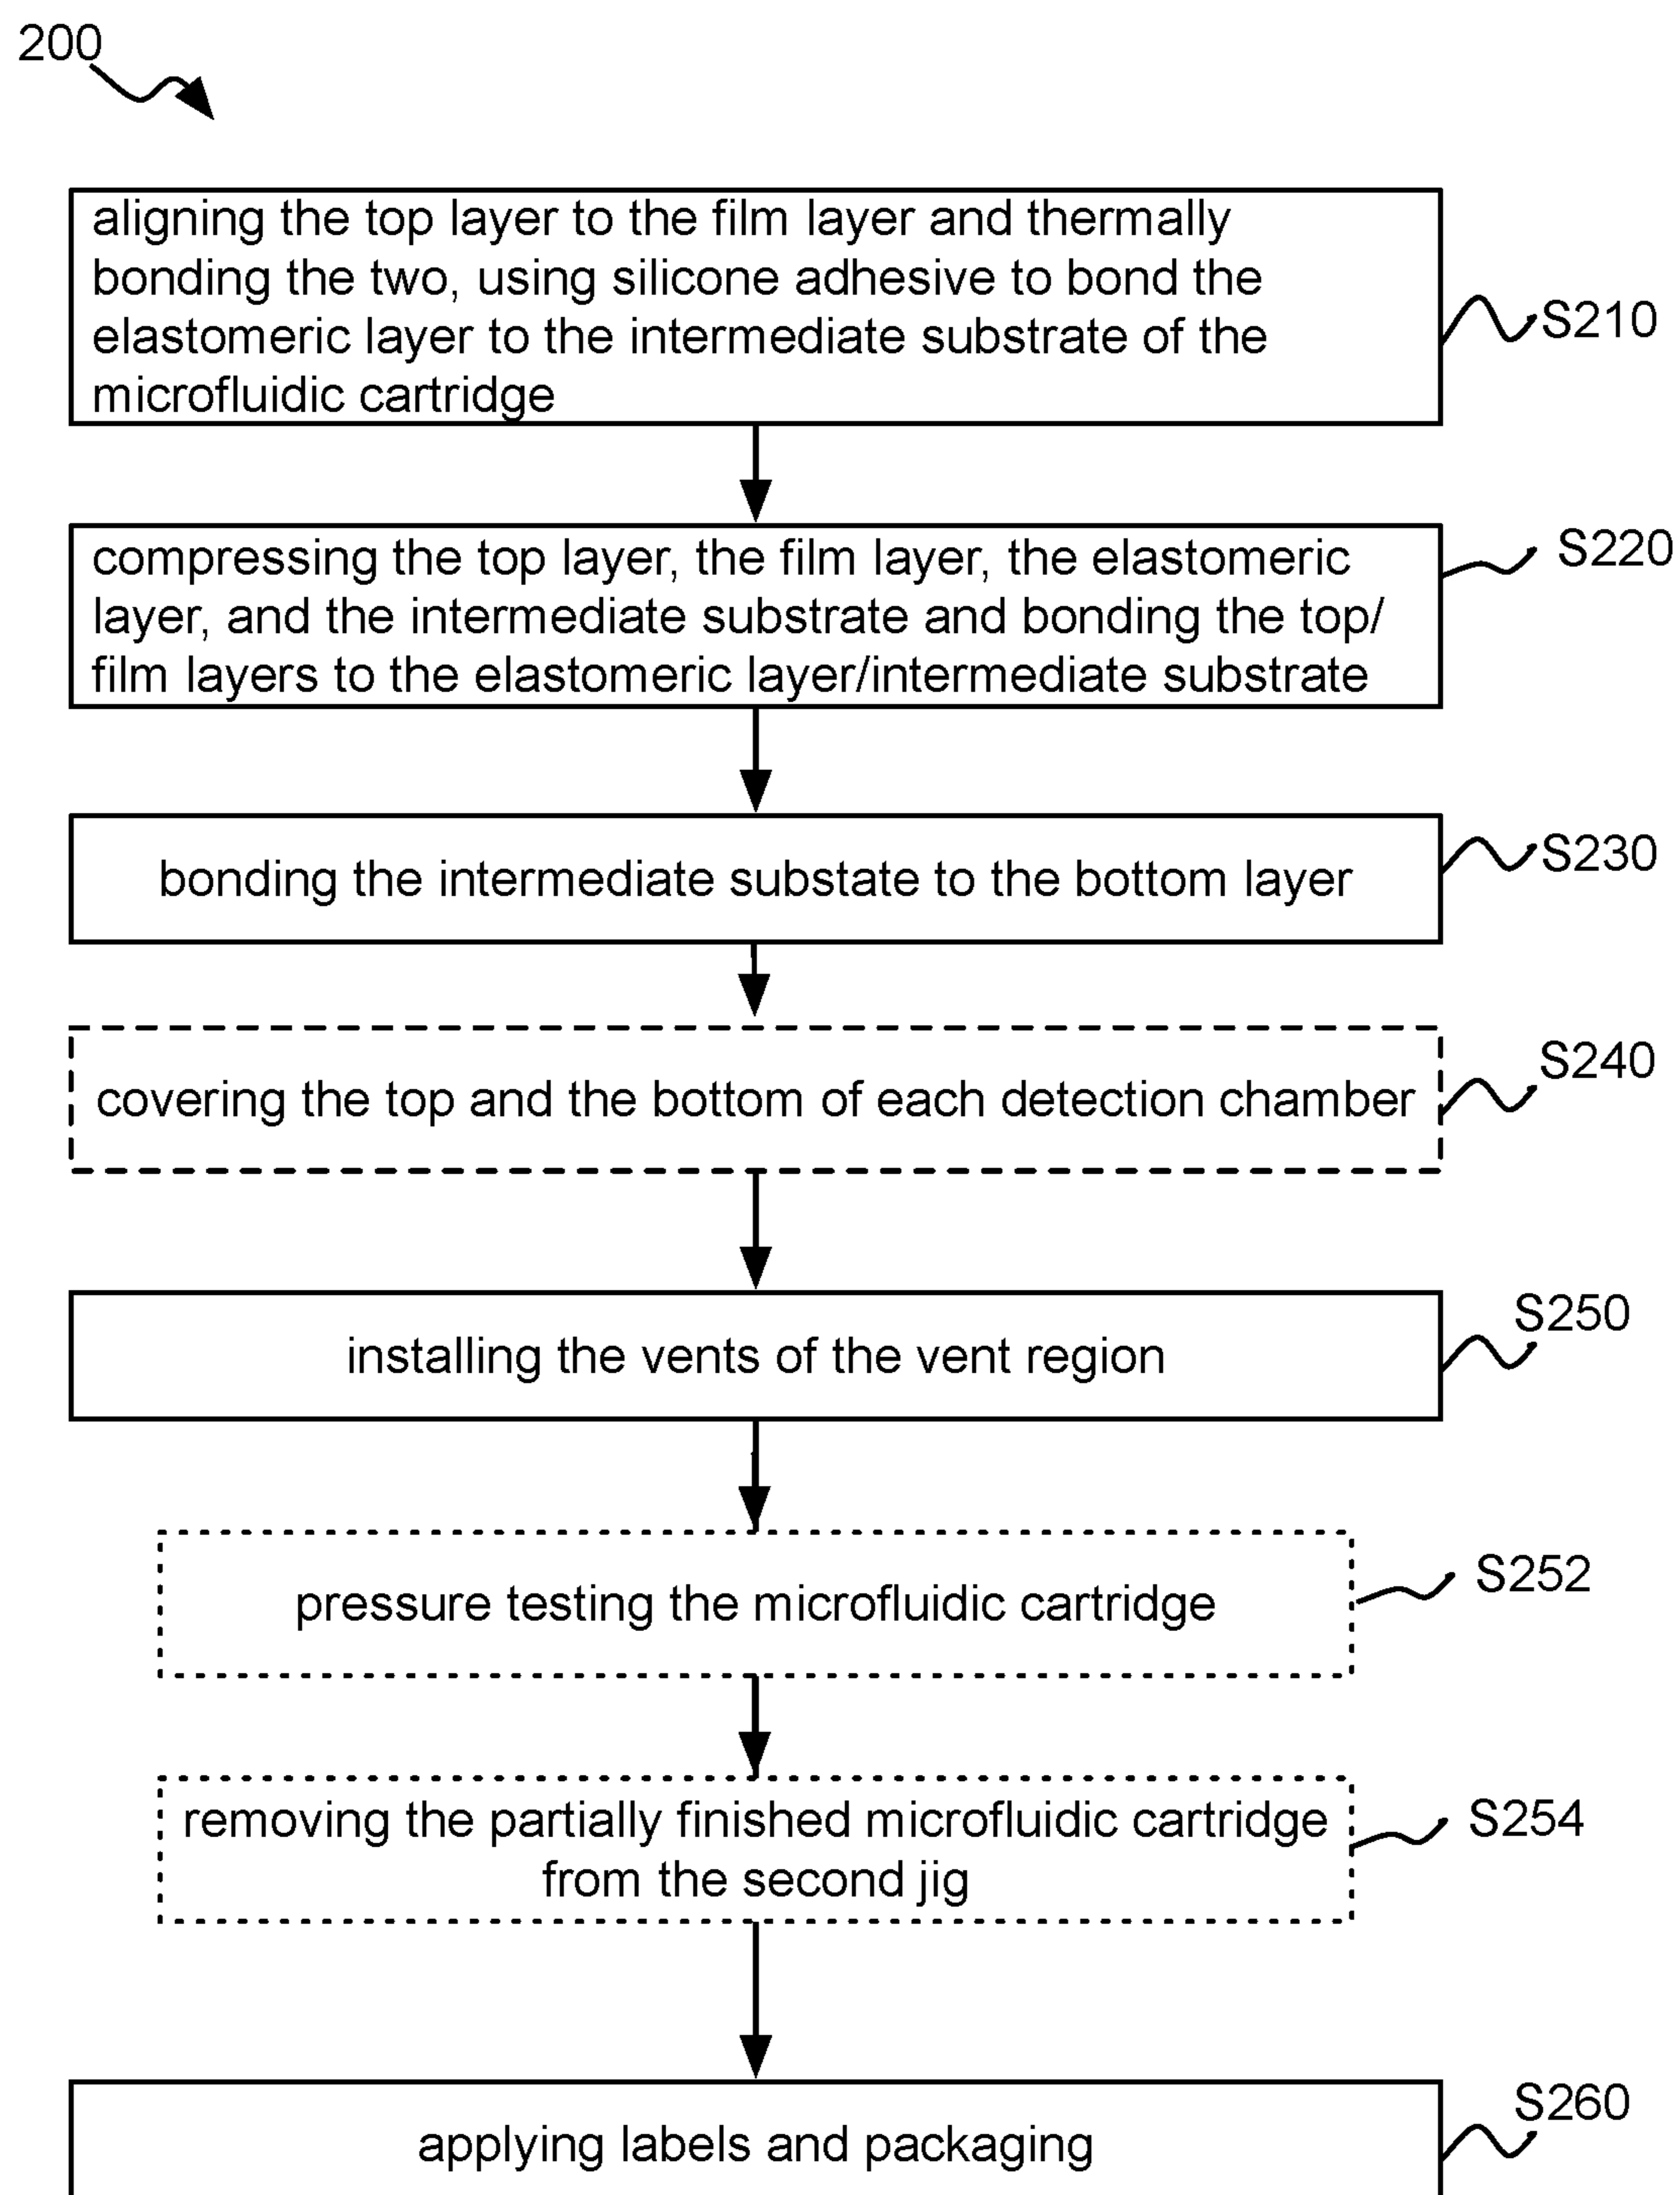 200
aligning the top layer to the film layer and thermally
bonding the two, using silicone adhesive to bond the
elastomeric layer to the intermediate substrate of the
microfluidic cartridge
S210
compressing the top layer, the film layer, the elastomeric
layer, and the intermediate substrate and bonding the top/
film layers to the elastomeric layer/intermediate substrate
S220
bonding the intermediate substate to the bottom layer
S230
covering the top and the bottom of each detection chamber
S240
installing the vents of the vent region
S250
pressure testing the microfluidic cartridge
S252
removing the partially finished microfluidic cartridge
from the second jig
S254
applying labels and packaging
S260